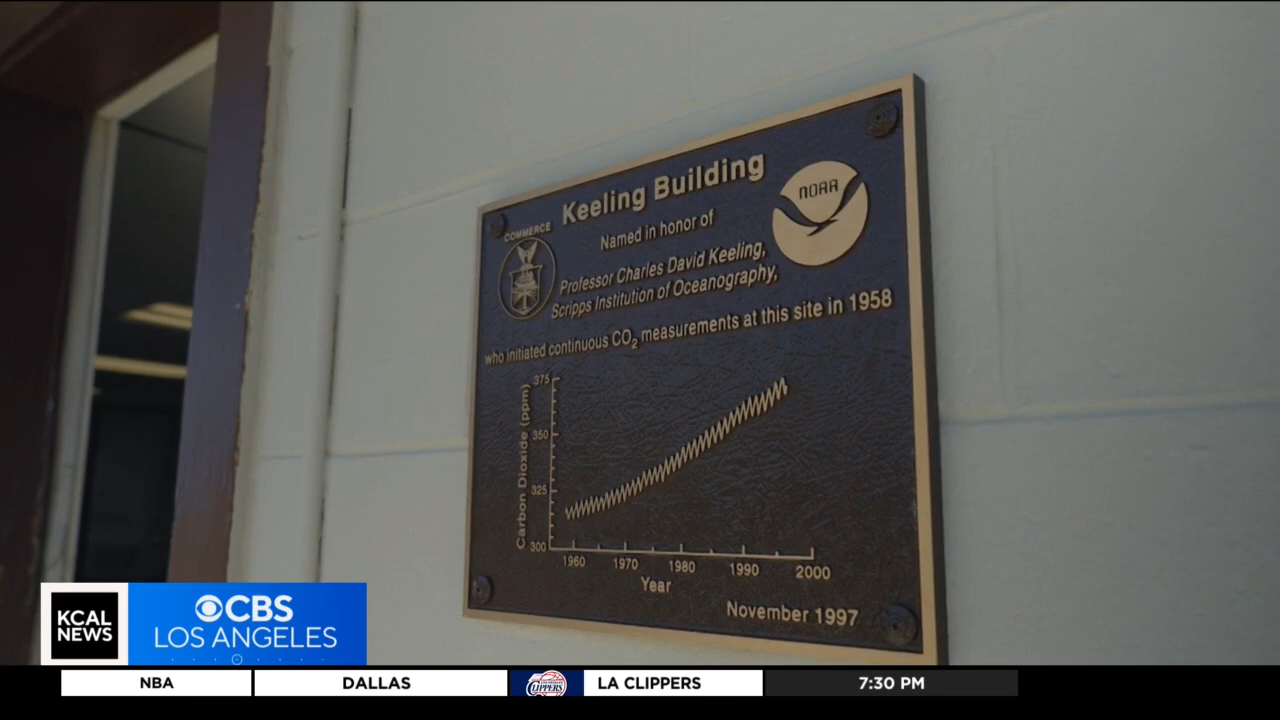 Keeling Building
NOAA
COMMERCE
Named in honor of
Professor Charles David Keeling,
Scripps Institution of Oceanography,
who initiated continuous CO₂ measurements at this site in 1958
Carbon Dioxide (ppm)
375
350
325
300
1960 1970 1980 1990 2000
Year
November 1997
KCAL NEWS
CBS
LOS ANGELES
NBA DALLAS LA CLIPPERS 7:30 PM